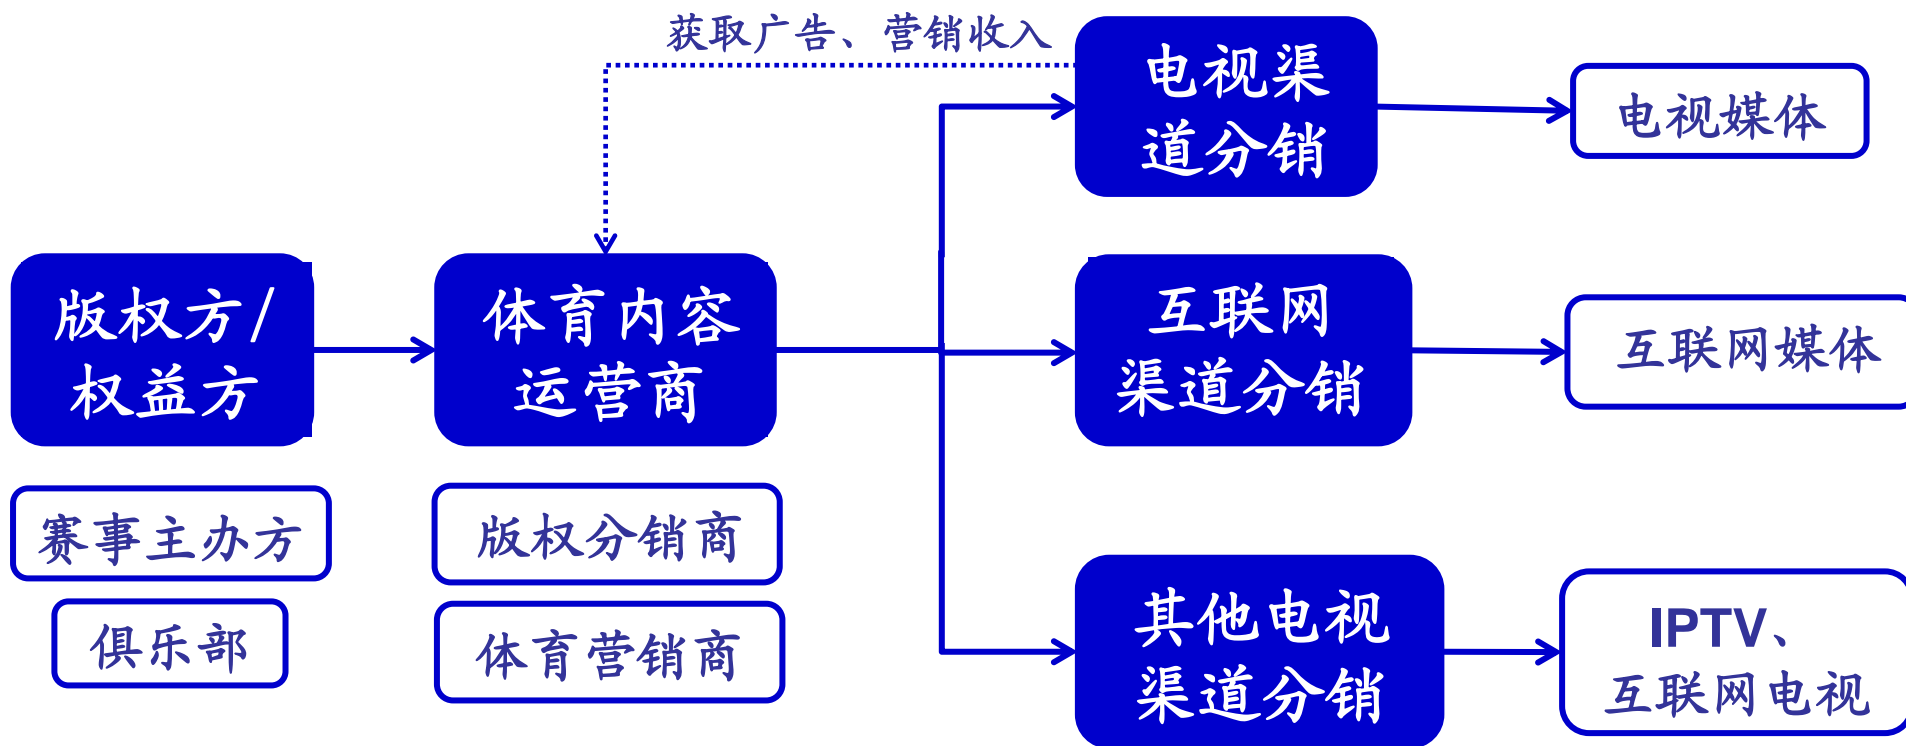 获取广告、营销收入
电视渠
道分销
电视媒体
版权方/
权益方
体育内容
运营商
互联网
渠道分销
互联网媒体
赛事主办方
俱乐部
版权分销商
体育营销商
其他电视
渠道分销
IPTV、
互联网电视